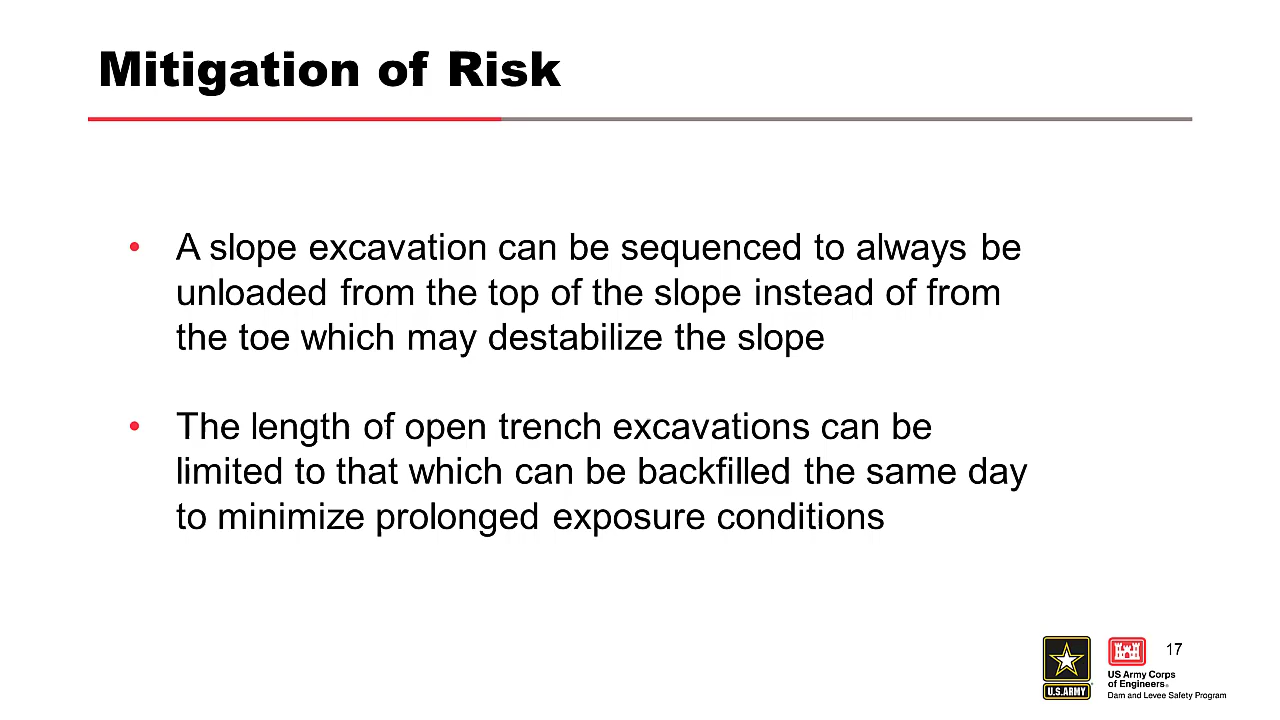 Mitigation of Risk
• A slope excavation can be sequenced to always be
unloaded from the top of the slope instead of from
the toe which may destabilize the slope
• The length of open trench excavations can be
limited to that which can be backfilled the same day
to minimize prolonged exposure conditions
17
U.S.ARMY
US Army Corps
of Engineers®
Dam and Levee Safety Program